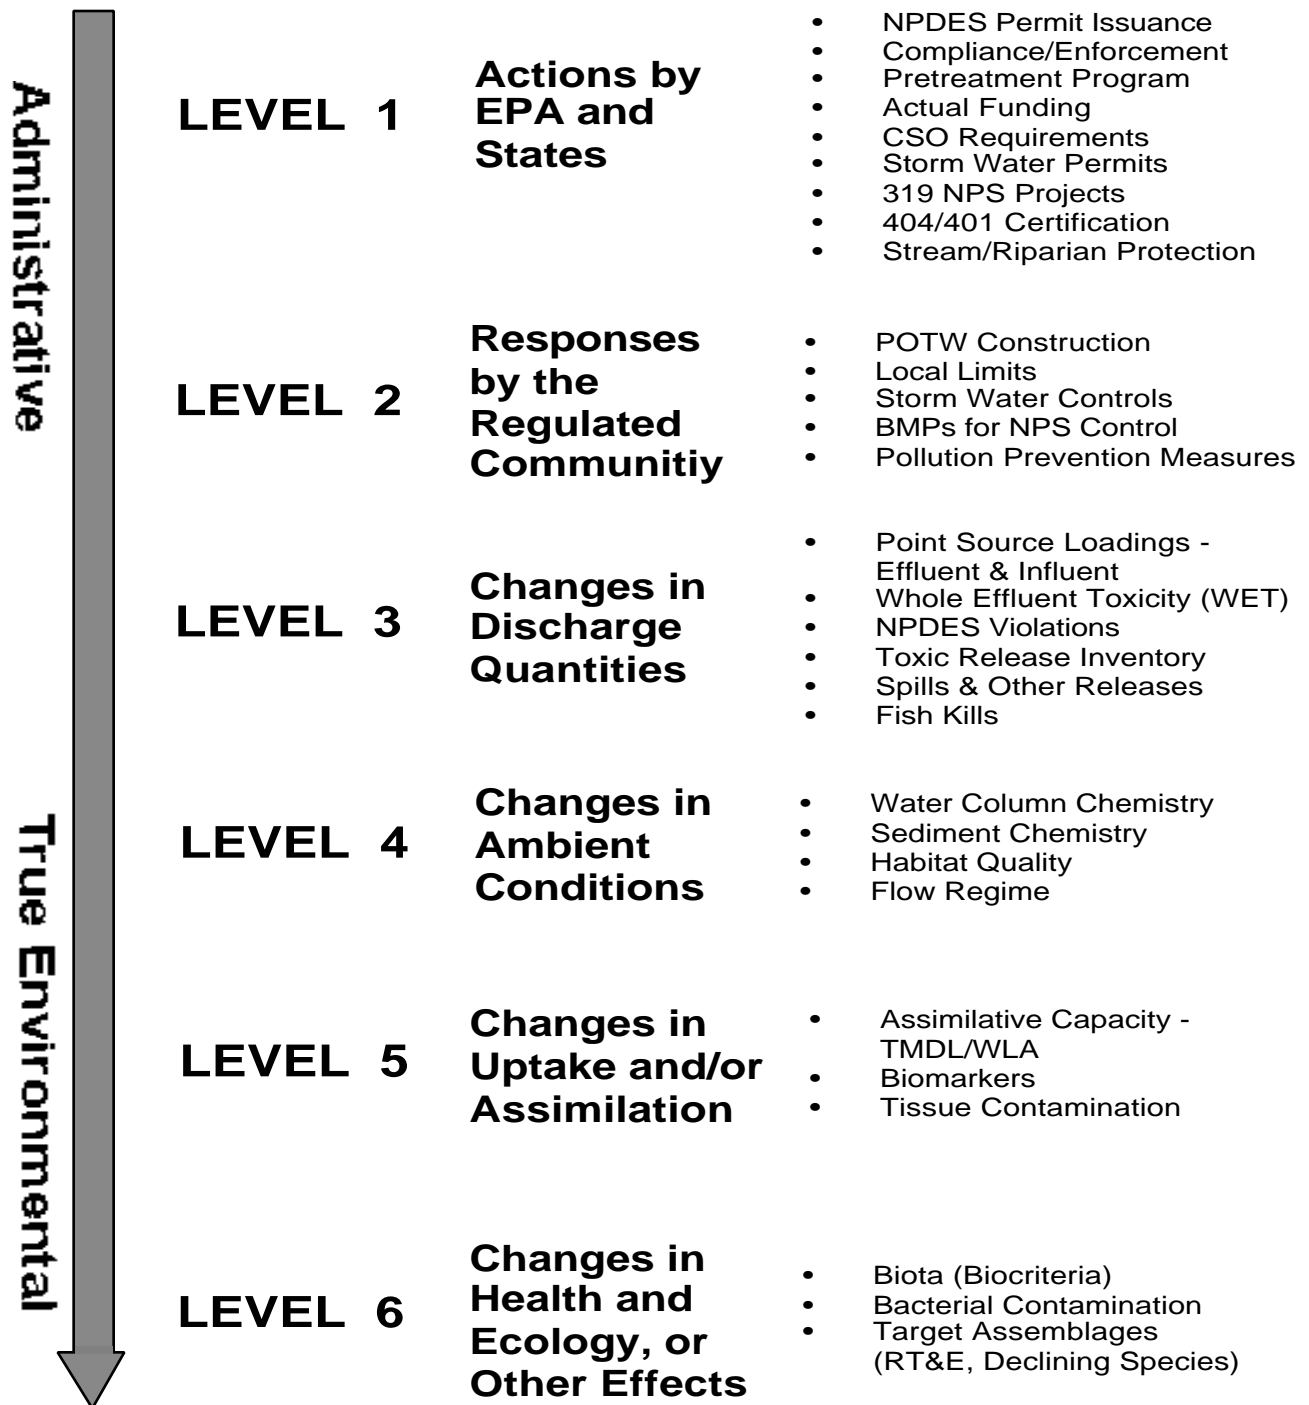 Administrative
True Environmental
LEVEL 1
Actions by
EPA and
States
• NPDES Permit Issuance
• Compliance/Enforcement
• Pretreatment Program
• Actual Funding
• CSO Requirements
• Storm Water Permits
• 319 NPS Projects
• 404/401 Certification
• Stream/Riparian Protection
LEVEL 2
Responses
by the
Regulated
Communitiy
• POTW Construction
• Local Limits
• Storm Water Controls
• BMPs for NPS Control
• Pollution Prevention Measures
LEVEL 3
Changes in
Discharge
Quantities
• Point Source Loadings -
Effluent & Influent
• Whole Effluent Toxicity (WET)
• NPDES Violations
• Toxic Release Inventory
• Spills & Other Releases
• Fish Kills
LEVEL 4
Changes in
Ambient
Conditions
• Water Column Chemistry
• Sediment Chemistry
• Habitat Quality
• Flow Regime
LEVEL 5
Changes in
Uptake and/or
Assimilation
• Assimilative Capacity -
TMDL/WLA
• Biomarkers
• Tissue Contamination
LEVEL 6
Changes in
Health and
Ecology, or
Other Effects
• Biota (Biocriteria)
• Bacterial Contamination
• Target Assemblages
(RT&E, Declining Species)